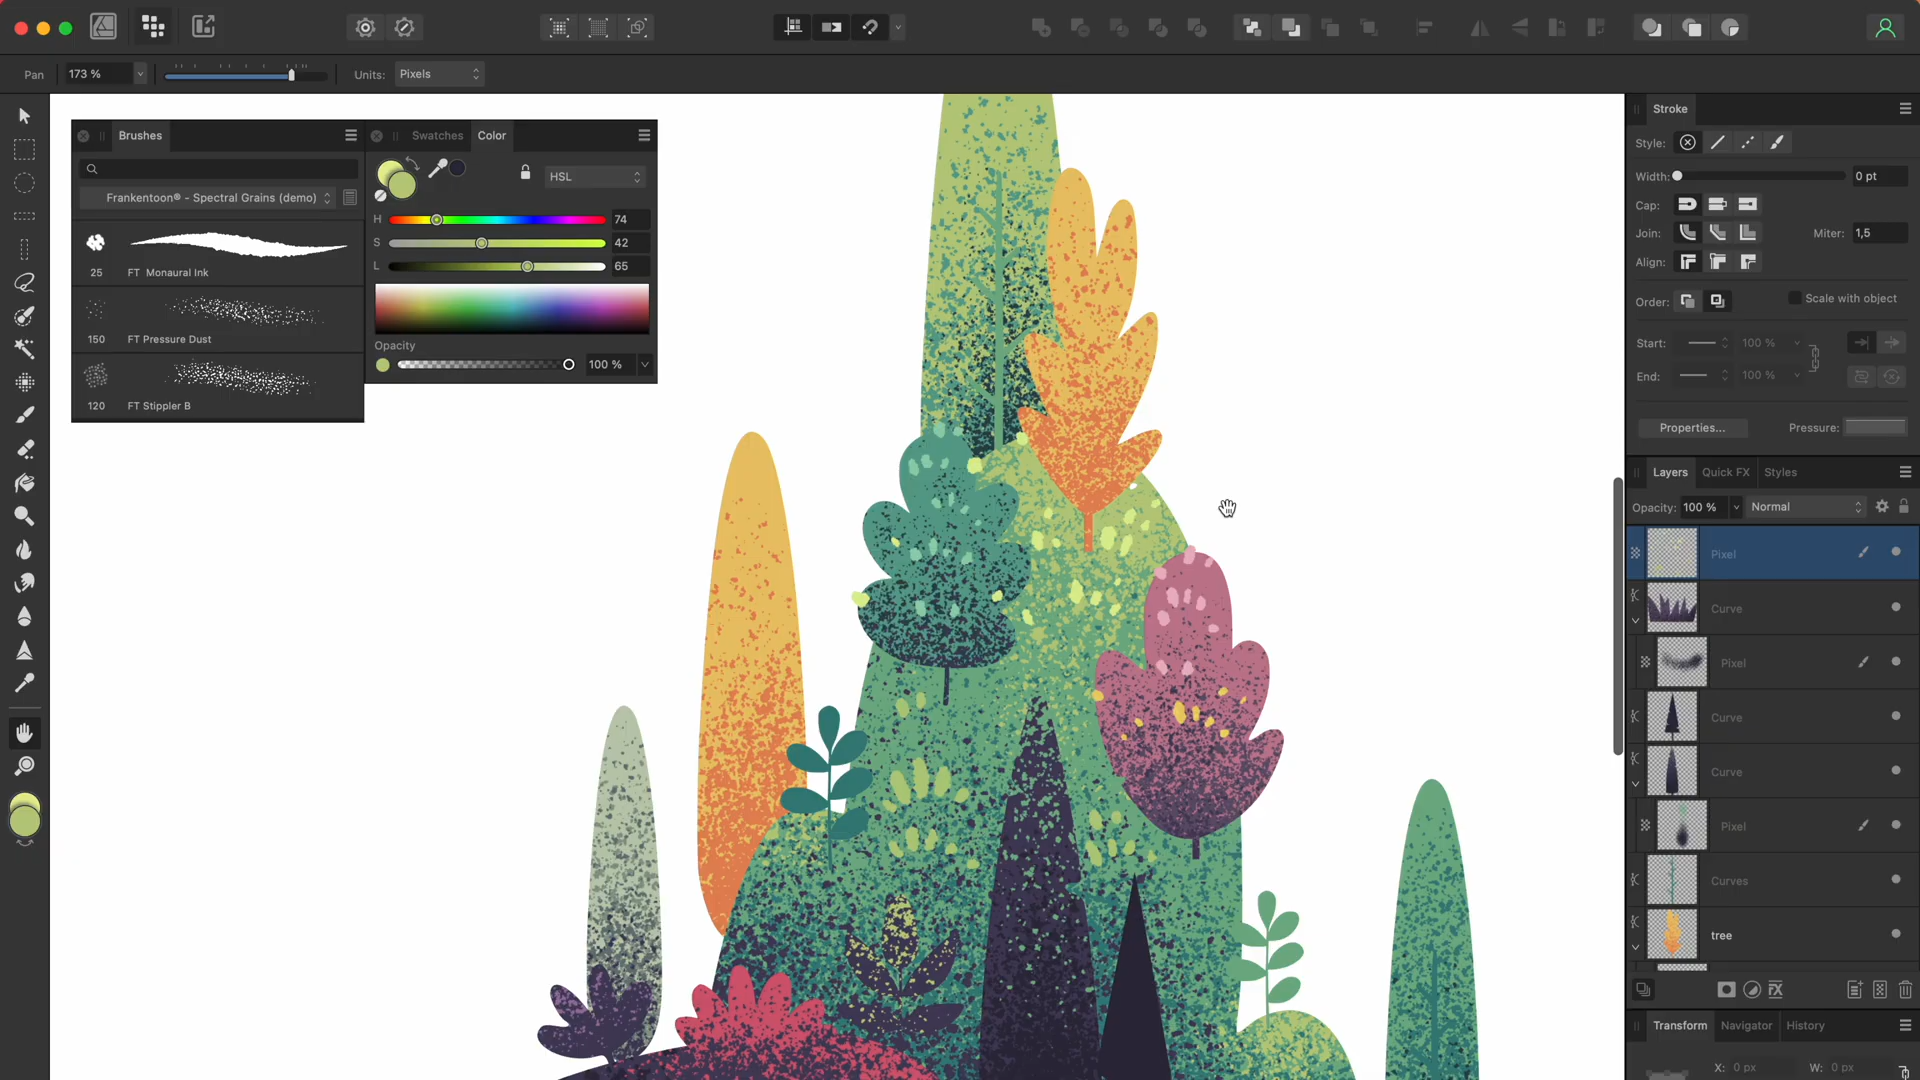 Pan 173 % Units: Pixels
Brushes
Frankentoon® - Spectral Grains (demo)
25 FT Monaural Ink
150 FT Pressure Dust
120 FT Stippler B
Swatches Color
HSL
H 74
S 42
L 65
Opacity
100 %
Stroke
Style:
Width: 0 pt
Cap:
Join: Miter: 1,5
Align:
Order: Scale with object
Start: 100 %
End: 100 %
Properties... Pressure:
Layers Quick FX Styles
Opacity: 100 % Normal
Pixel
Curve
Pixel
Curve
Curve
Pixel
Curves
tree
Transform Navigator History
X: 0 px W: 0 px